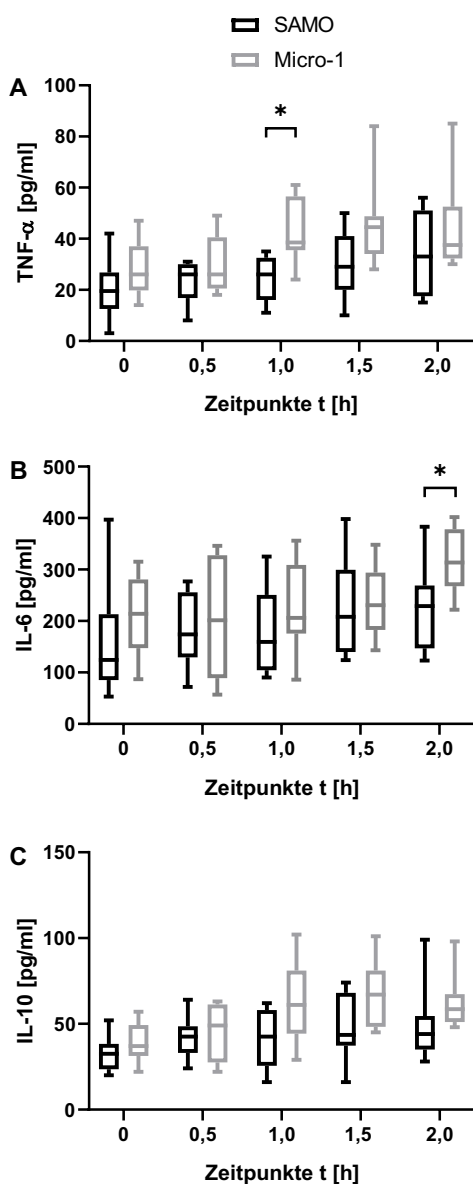 SAMO
Micro-1
A
*
TNF-α [pg/ml]
100
80
60
40
20
0
0 0,5 1,0 1,5 2,0
Zeitpunkte t [h]
B
*
IL-6 [pg/ml]
500
400
300
200
100
0
0 0,5 1,0 1,5 2,0
Zeitpunkte t [h]
C
IL-10 [pg/ml]
150
100
50
0
0 0,5 1,0 1,5 2,0
Zeitpunkte t [h]